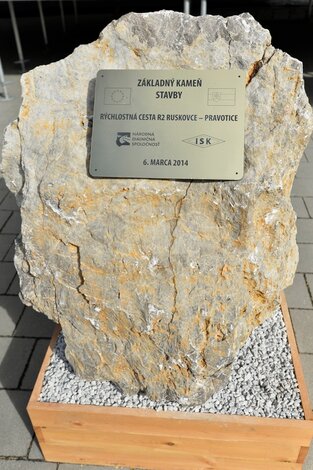 ZÁKLADNÝ KAMEŇ
STAVBY
RÝCHLOSTNÁ CESTA R2 RUSKOVCE – PRAVOTICE
NÁRODNÁ
DIAĽNIČNÁ
SPOLOČNOSŤ
ISK
6. MARCA 2014